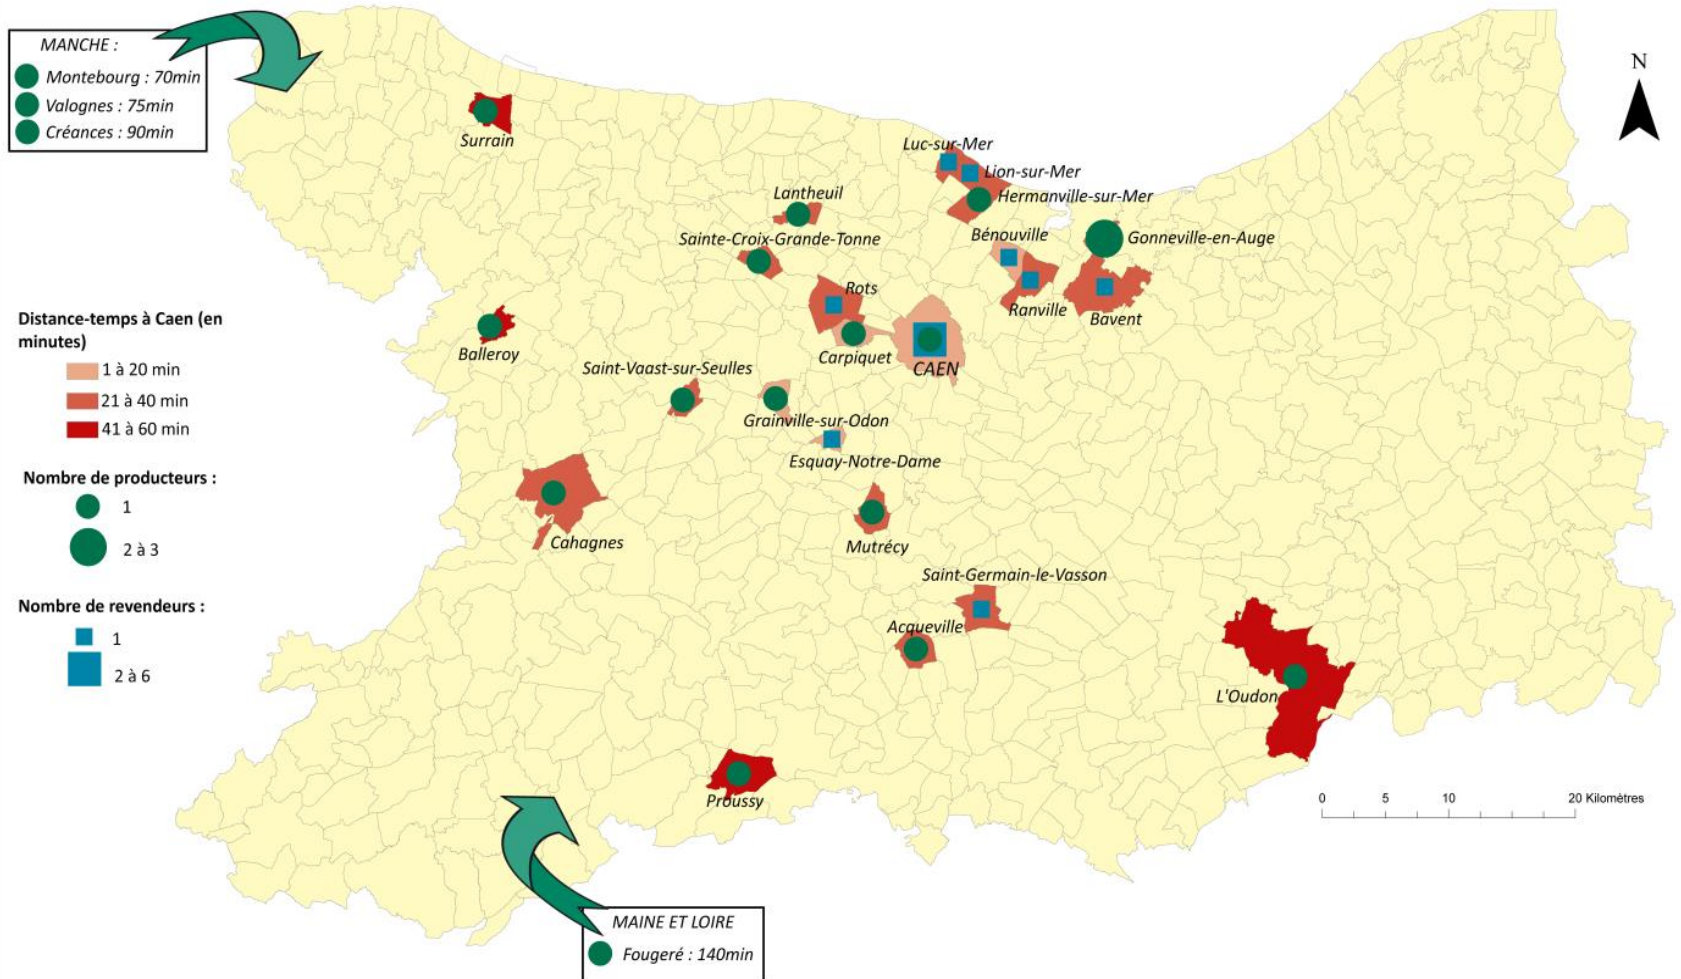 MANCHE :
Montebourg : 70min
Valognes : 75min
Créances : 90min
N
Surrain
Luc-sur-Mer
Lion-sur-Mer
Lantheuil
Hermanville-sur-Mer
Sainte-Croix-Grande-Tonne
Bénouville
Gonneville-en-Auge
Rots
Ranville
Bavent
Distance-temps à Caen (en
minutes)
1 à 20 min
21 à 40 min
41 à 60 min
Balleroy
Carpiquet
CAEN
Saint-Vaast-sur-Seulles
Grainville-sur-Odon
Esquay-Notre-Dame
Nombre de producteurs :
1
2 à 3
Cahagnes
Mutrécy
Saint-Germain-le-Vasson
Nombre de revendeurs :
1
2 à 6
Acqueville
L'Oudon
Proussy
0 5 10 20 Kilomètres
MAINE ET LOIRE
Fougeré : 140min